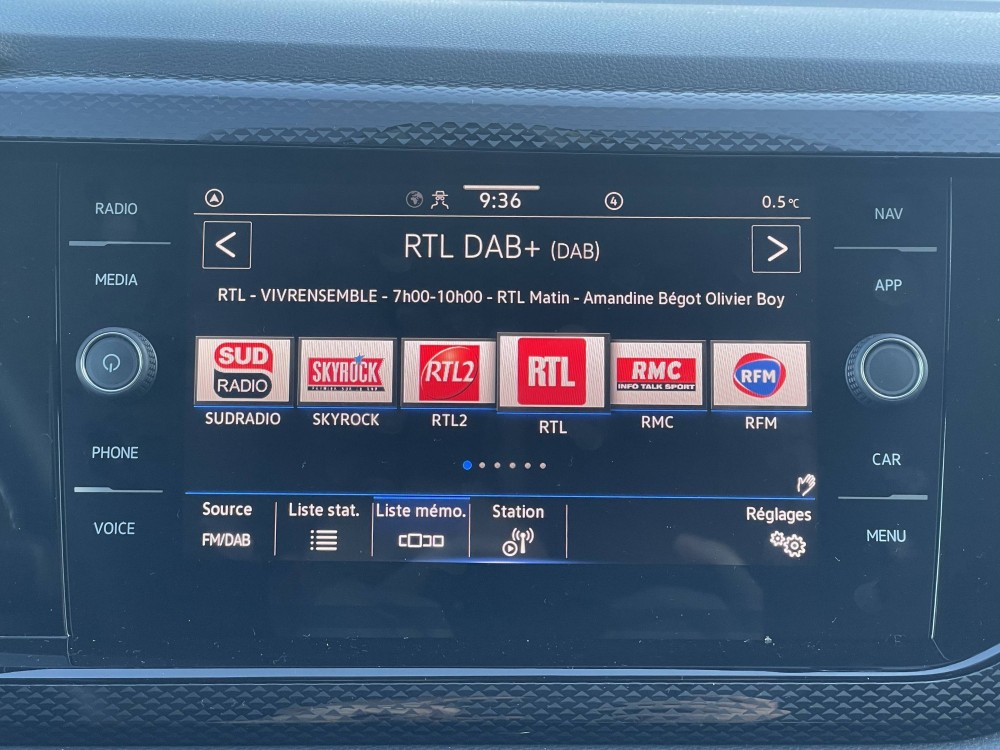 RADIO
MEDIA
PHONE
VOICE
9:36
4
0.5 °C
RTL DAB+ (DAB)
RTL - VIVRENSEMBLE - 7h00-10h00 - RTL Matin - Amandine Bégot Olivier Boy
SUD RADIO
SKYROCK
RTL2
RTL
RMC
INFO TALK SPORT
RFM
SUDRADIO
SKYROCK
RTL2
RTL
RMC
RFM
Source
FM/DAB
Liste stat.
Liste mémo.
Station
Réglages
NAV
APP
CAR
MENU